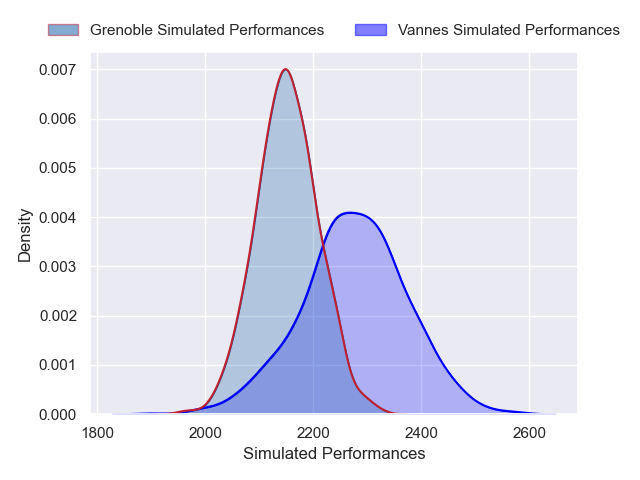 Grenoble Simulated Performances Vannes Simulated Performances
0.007
0.006
0.005
0.004
0.003
0.002
0.001
0.000
Density
1800 2000 2200 2400 2600
Simulated Performances